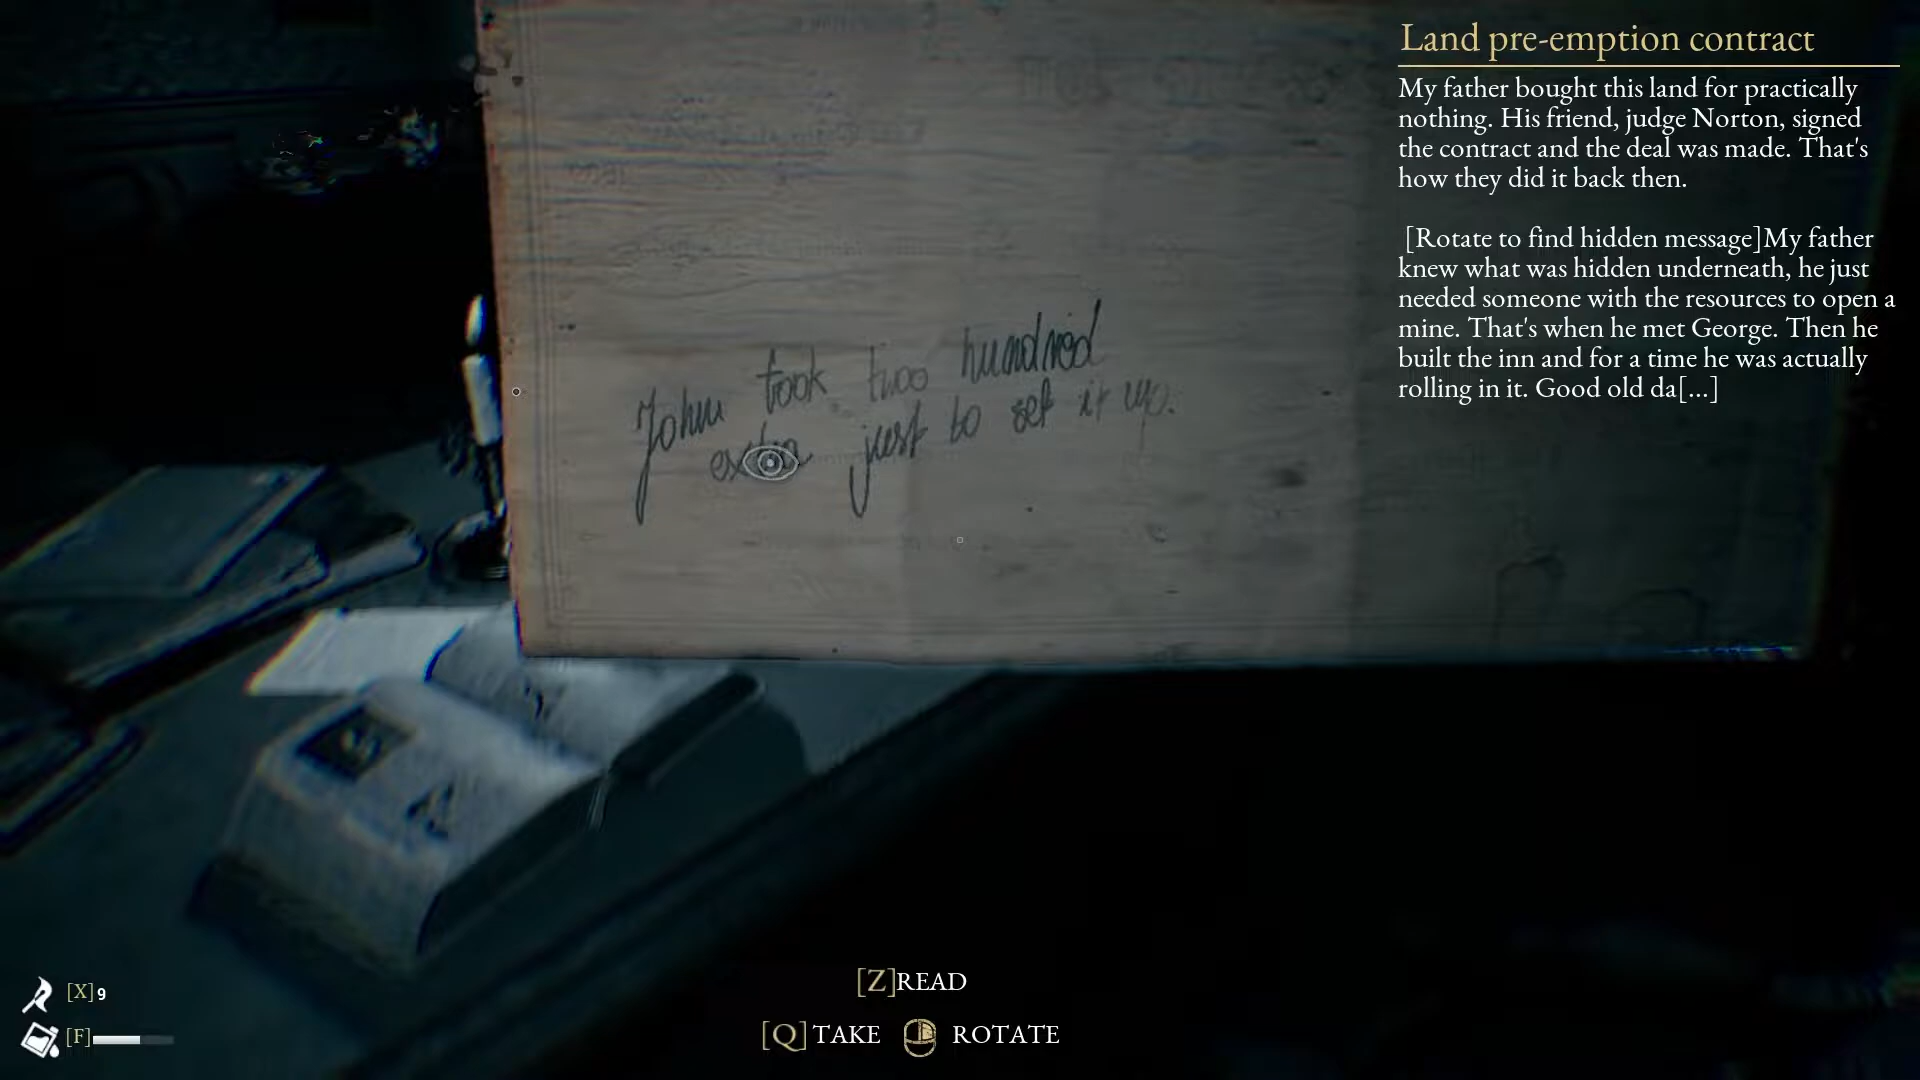 Land pre-emption contract
My father bought this land for practically
nothing. His friend, judge Norton, signed
the contract and the deal was made. That's
how they did it back then.
[Rotate to find hidden message]My father
knew what was hidden underneath, he just
needed someone with the resources to open a
mine. That's when he met George. Then he
built the inn and for a time he was actually
rolling in it. Good old da[...]
John took two hundred
extra just to set it up.
[X] 9
[F]
[Z]READ
[Q] TAKE ROTATE